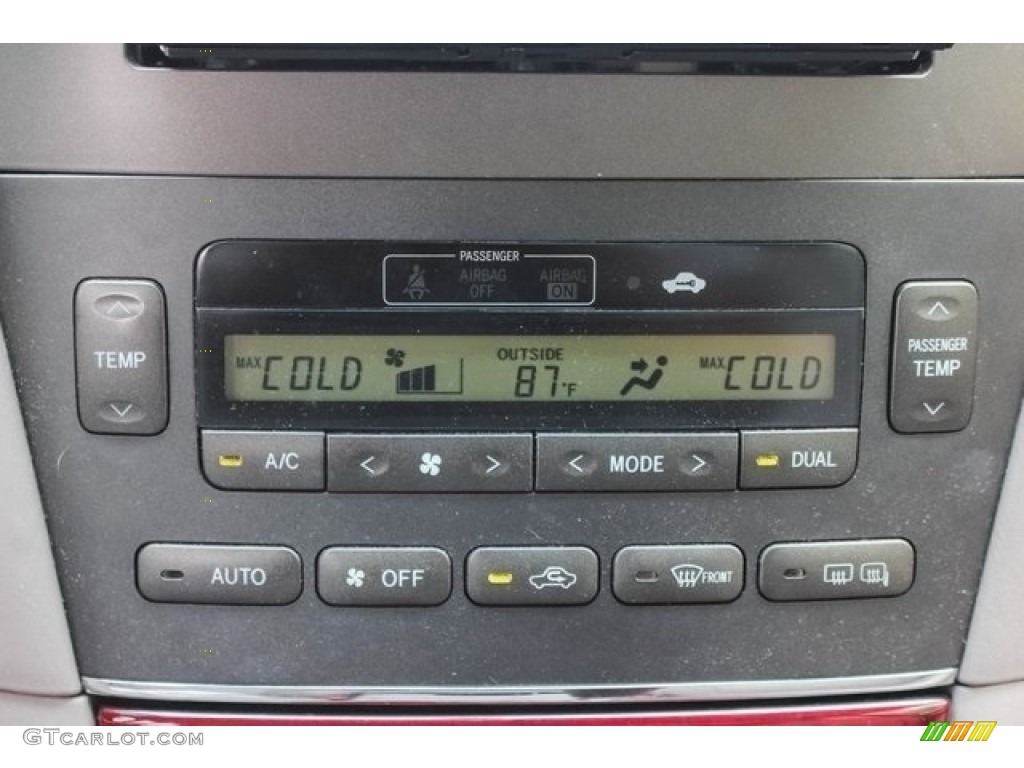 PASSENGER
AIRBAG OFF
AIRBAG ON
MAX COLD
OUTSIDE
87°F
MAX COLD
TEMP
PASSENGER
TEMP
A/C
< >
< MODE >
DUAL
AUTO
OFF
FRONT
GTCARLOT.COM